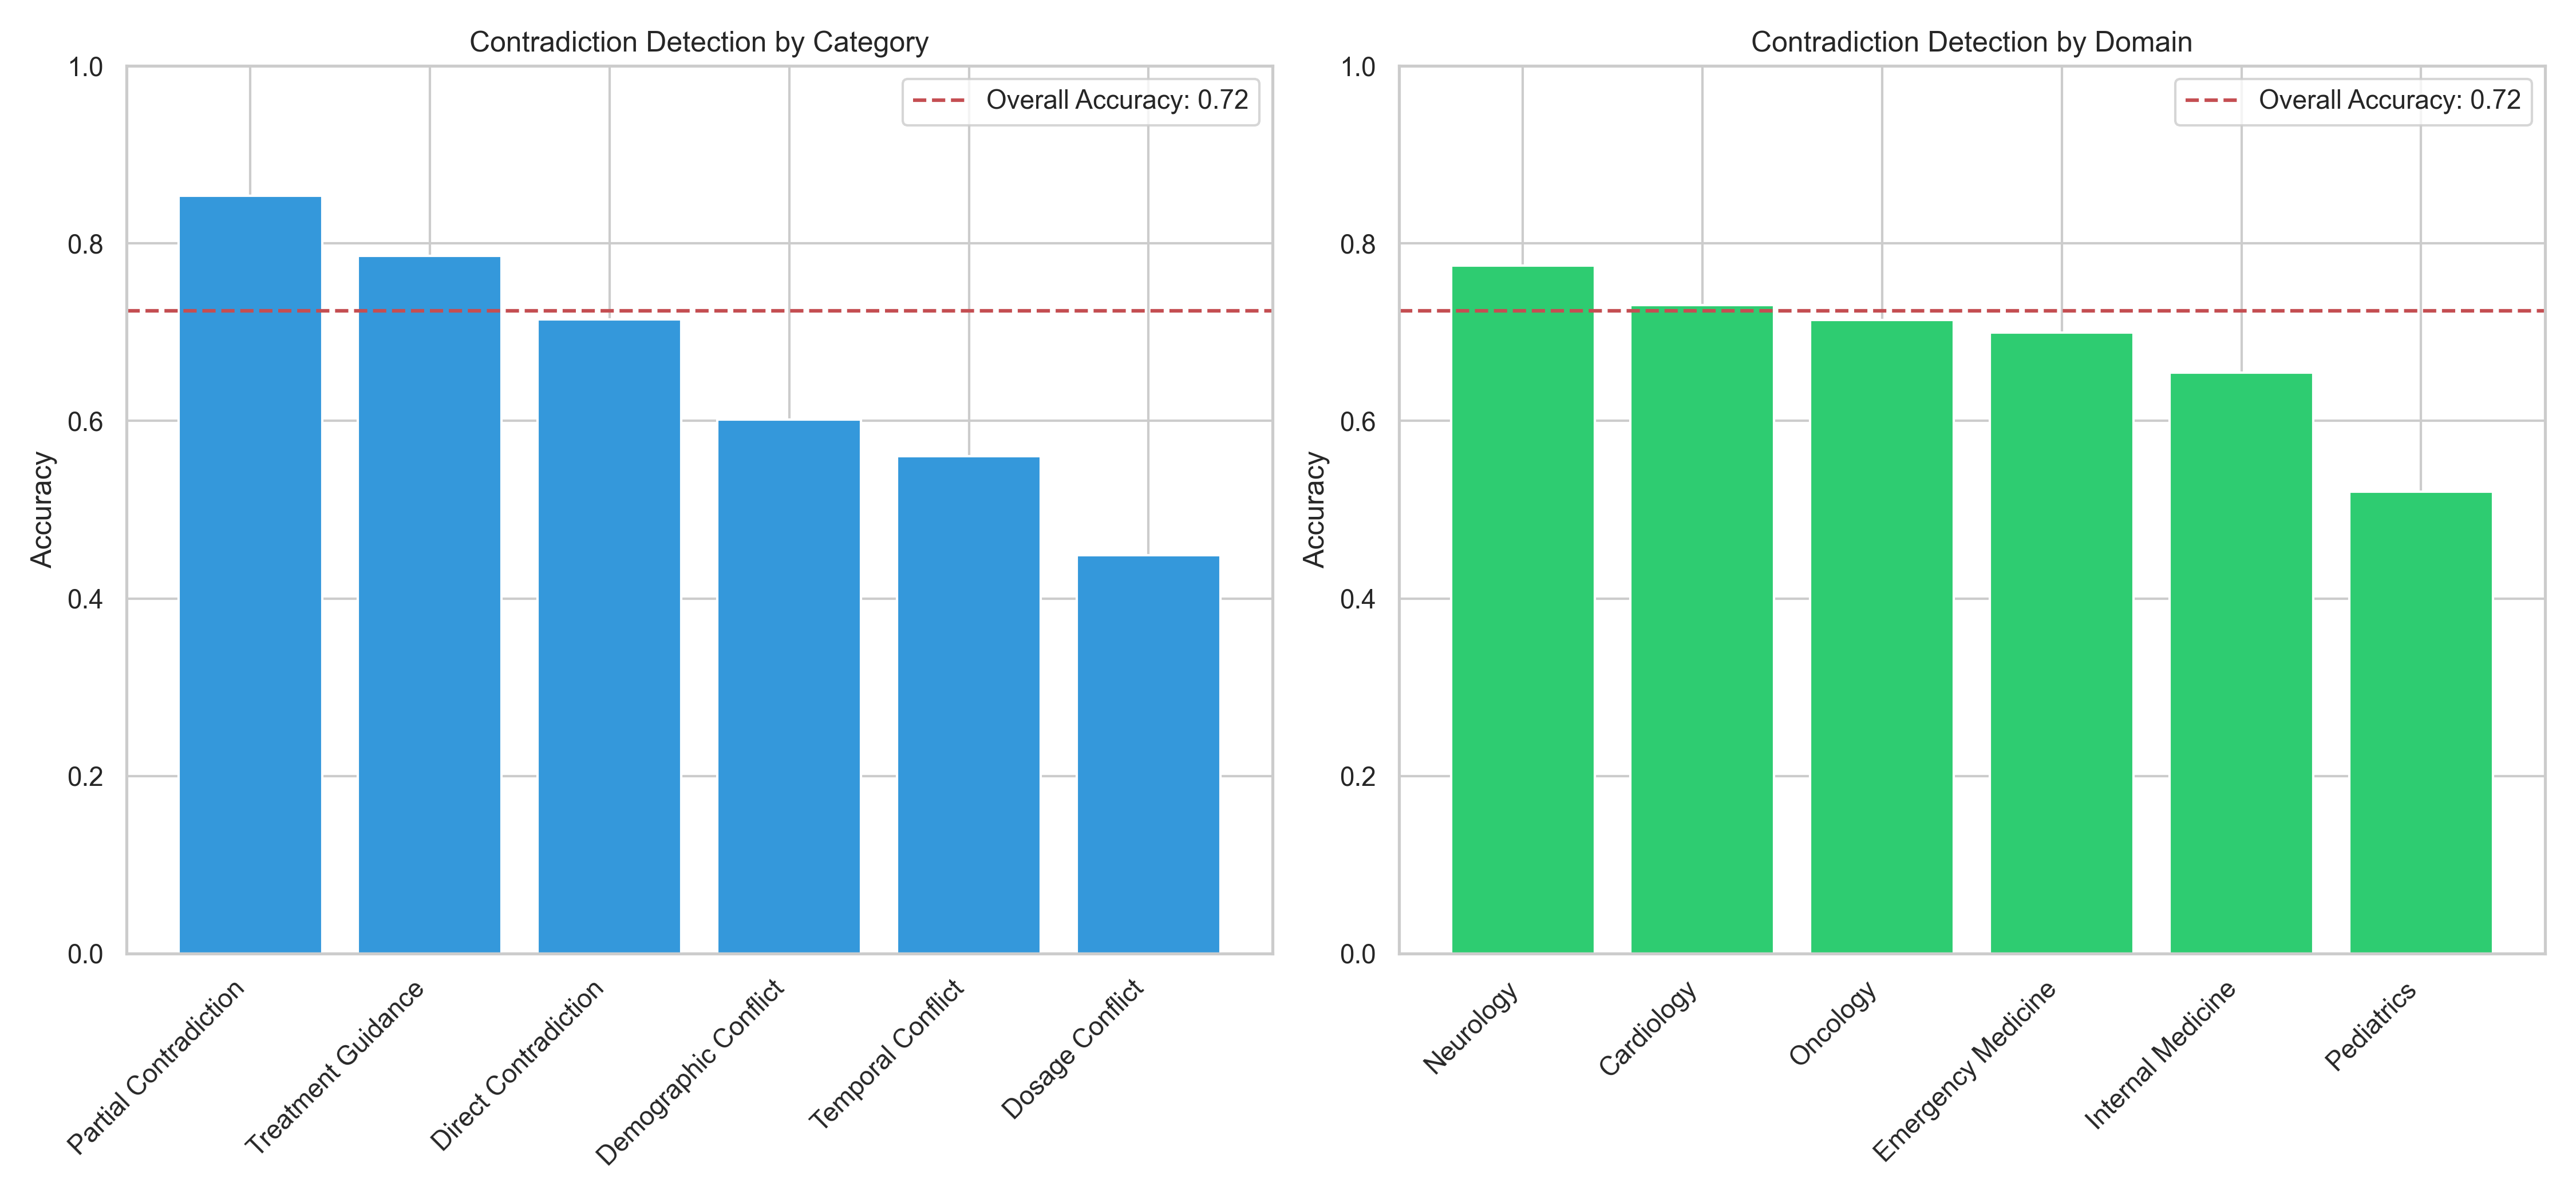 Contradiction Detection by Category
1.0
0.8
0.6
0.4
0.2
0.0
Accuracy
Overall Accuracy: 0.72
Partial Contradiction
Treatment Guidance
Direct Contradiction
Demographic Conflict
Temporal Conflict
Dosage Conflict
Contradiction Detection by Domain
1.0
0.8
0.6
0.4
0.2
0.0
Accuracy
Overall Accuracy: 0.72
Neurology
Cardiology
Oncology
Emergency Medicine
Internal Medicine
Pediatrics